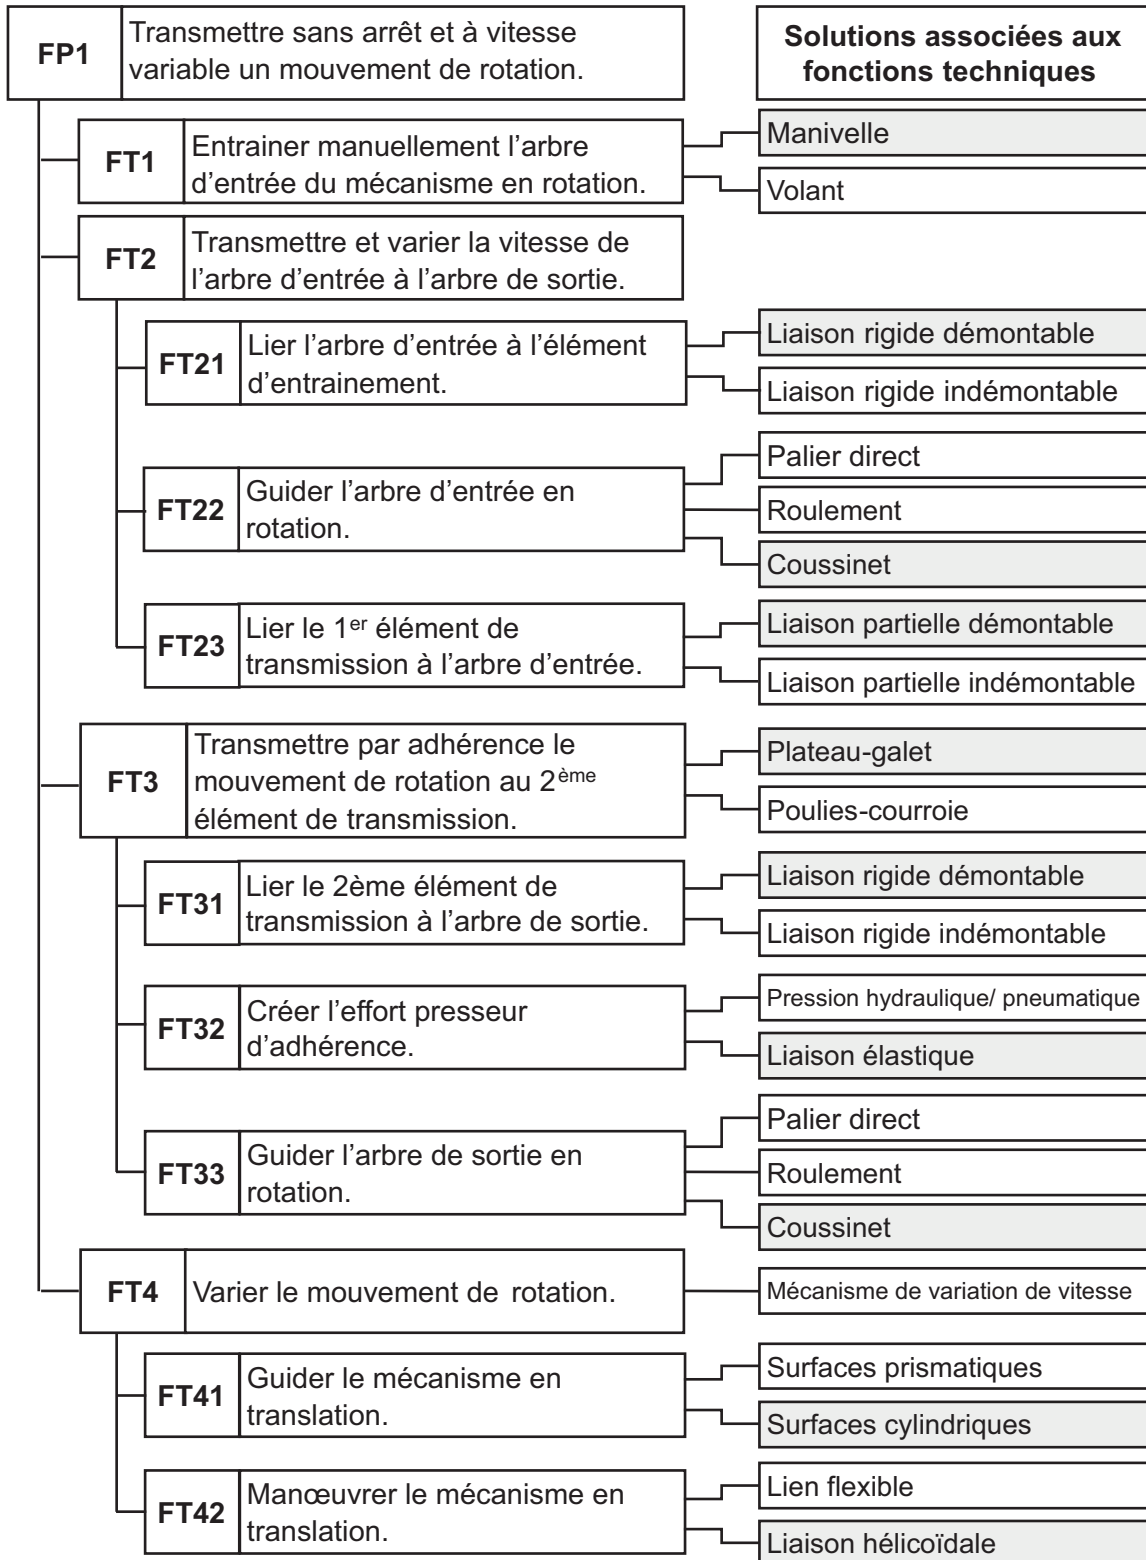 FP1
Transmettre sans arrêt et à vitesse
variable un mouvement de rotation.
Solutions associées aux
fonctions techniques
FT1
Entrainer manuellement l’arbre
d’entrée du mécanisme en rotation.
Manivelle
Volant
FT2
Transmettre et varier la vitesse de
l’arbre d’entrée à l’arbre de sortie.
FT21
Lier l’arbre d’entrée à l’élément
d’entrainement.
Liaison rigide démontable
Liaison rigide indémontable
FT22
Guider l’arbre d’entrée en
rotation.
Palier direct
Roulement
Coussinet
FT23
Lier le 1er élément de
transmission à l’arbre d’entrée.
Liaison partielle démontable
Liaison partielle indémontable
FT3
Transmettre par adhérence le
mouvement de rotation au 2ème
élément de transmission.
Plateau-galet
Poulies-courroie
FT31
Lier le 2ème élément de
transmission à l’arbre de sortie.
Liaison rigide démontable
Liaison rigide indémontable
FT32
Créer l’effort presseur
d’adhérence.
Pression hydraulique/ pneumatique
Liaison élastique
FT33
Guider l’arbre de sortie en
rotation.
Palier direct
Roulement
Coussinet
FT4
Varier le mouvement de rotation.
Mécanisme de variation de vitesse
FT41
Guider le mécanisme en
translation.
Surfaces prismatiques
Surfaces cylindriques
FT42
Manœuvrer le mécanisme en
translation.
Lien flexible
Liaison hélicoïdale